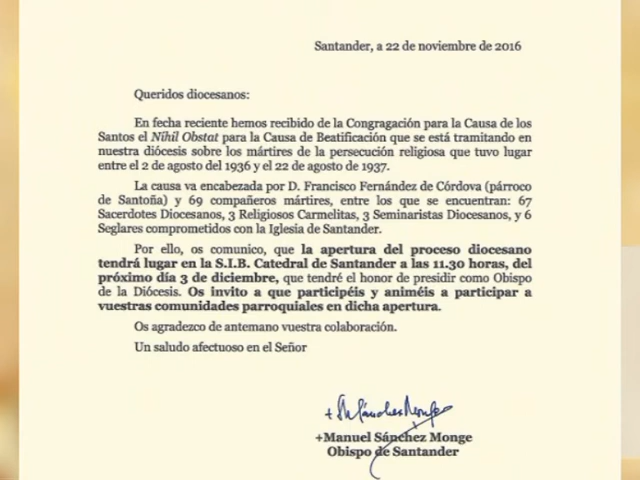 Santander, a 22 de noviembre de 2016
Queridos diocesanos:
En fecha reciente hemos recibido de la Congragación para la Causa de los
Santos el Nihil Obstat para la Causa de Beatificación que se está tramitando en
nuestra diócesis sobre los mártires de la persecución religiosa que tuvo lugar
entre el 2 de agosto del 1936 y el 22 de agosto de 1937.
La causa va encabezada por D. Francisco Fernández de Córdova (párroco
de Santoña) y 69 compañeros mártires, entre los que se encuentran: 67
Sacerdotes Diocesanos, 3 Religiosos Carmelitas, 3 Seminaristas Diocesanos, y 6
Seglares comprometidos con la Iglesia de Santander.
Por ello, os comunico, que la apertura del proceso diocesano
tendrá lugar en la S.I.B. Catedral de Santander a las 11.30 horas, del
próximo día 3 de diciembre, que tendré el honor de presidir como Obispo
de la Diócesis. Os invito a que participéis y animéis a participar a
vuestras comunidades parroquiales en dicha apertura.
Os agradezco de antemano vuestra colaboración.
Un saludo afectuoso en el Señor
+ M Sánchez Monge
+Manuel Sánchez Monge
Obispo de Santander